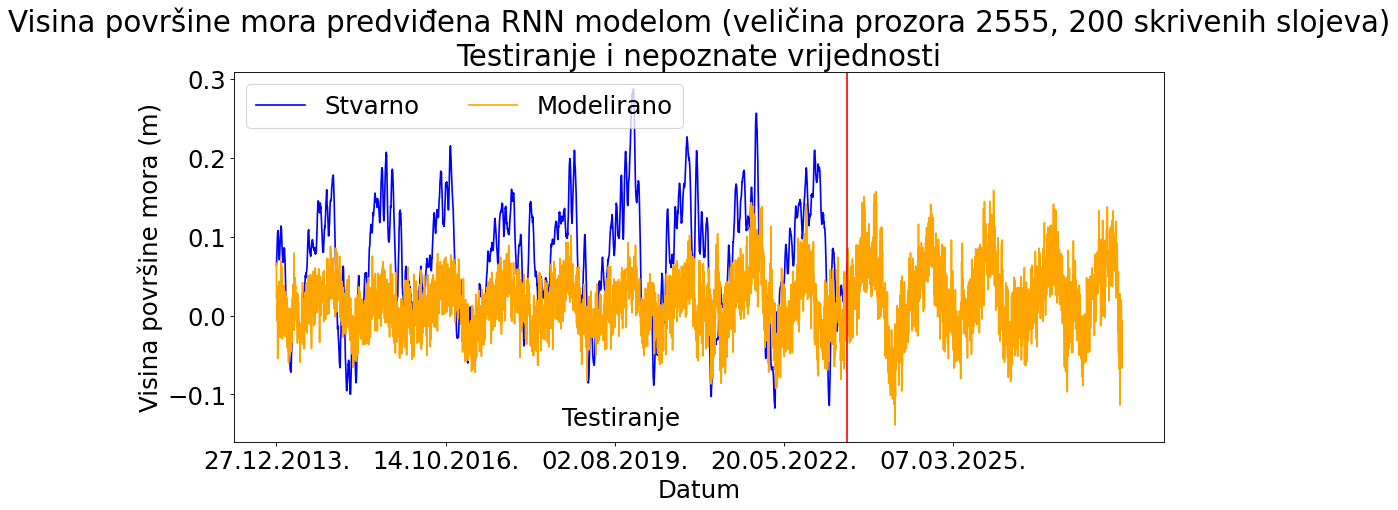 Visina površine mora predviđena RNN modelom (veličina prozora 2555, 200 skrivenih slojeva)
Testiranje i nepoznate vrijednosti
Stvarno
Modelirano
0.3
0.2
0.1
0.0
−0.1
Visina površine mora (m)
Testiranje
27.12.2013.
14.10.2016.
02.08.2019.
20.05.2022.
07.03.2025.
Datum